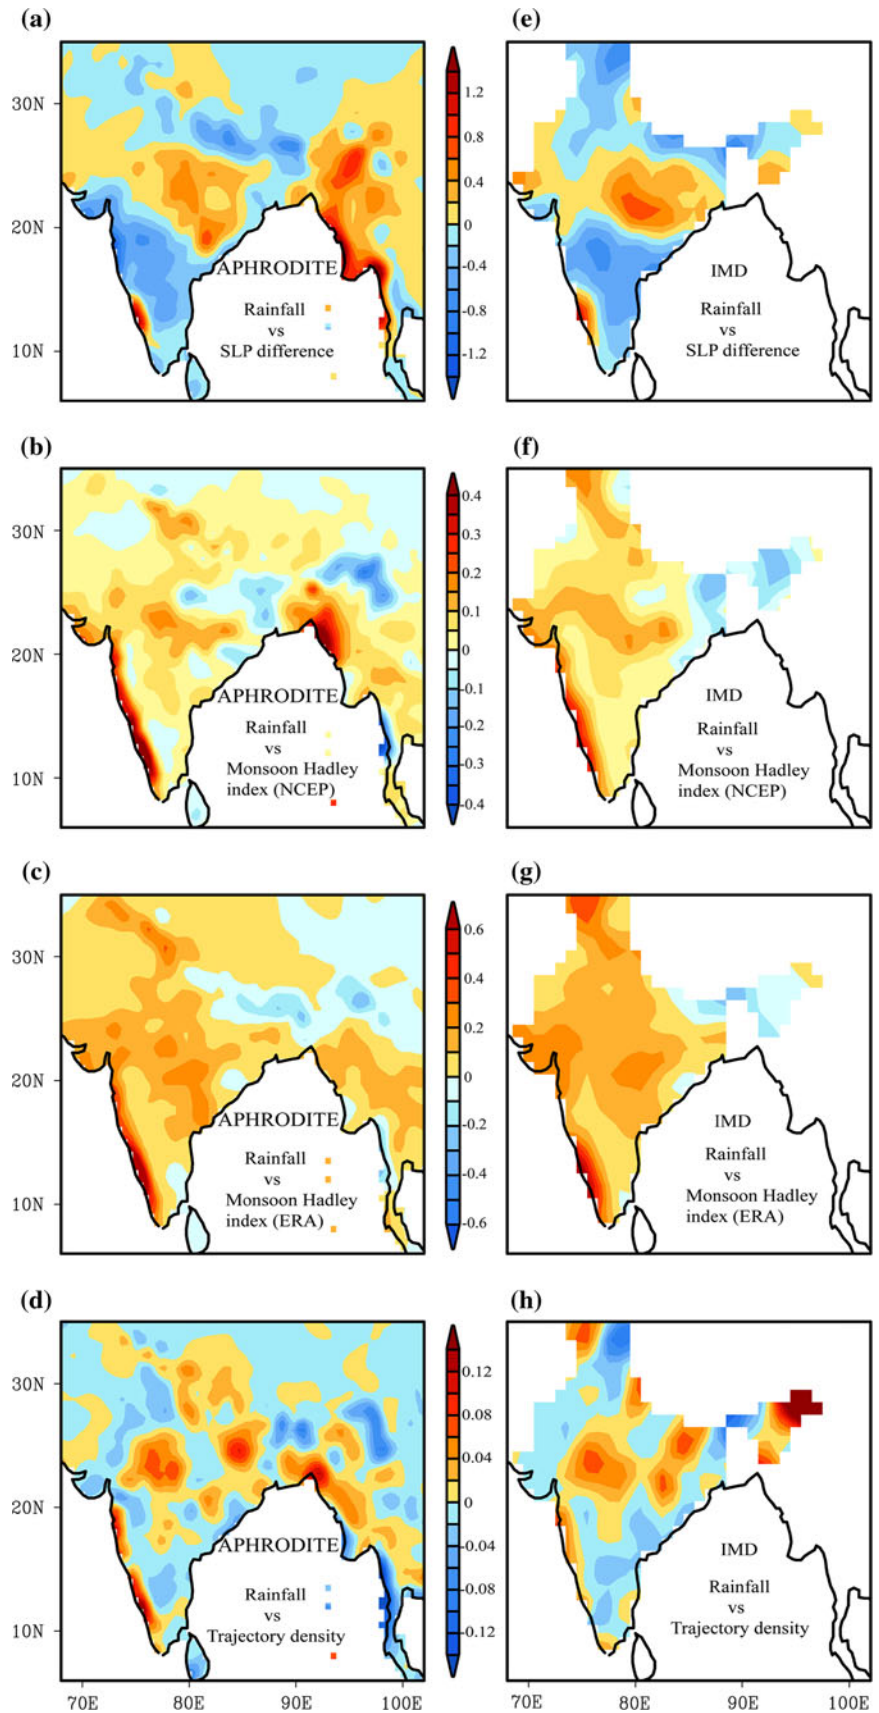 (a)
(e)
30N
20N
10N
APHRODITE
Rainfall
vs
SLP difference
1.2
0.8
0.4
0
-0.4
-0.8
-1.2
IMD
Rainfall
vs
SLP difference
(b)
(f)
30N
20N
10N
APHRODITE
Rainfall
vs
Monsoon Hadley
index (NCEP)
0.4
0.3
0.2
0.1
0
-0.1
-0.2
-0.3
-0.4
IMD
Rainfall
vs
Monsoon Hadley
index (NCEP)
(c)
(g)
30N
20N
10N
APHRODITE
Rainfall
vs
Monsoon Hadley
index (ERA)
0.6
0.4
0.2
0
-0.2
-0.4
-0.6
IMD
Rainfall
vs
Monsoon Hadley
index (ERA)
(d)
(h)
30N
20N
10N
APHRODITE
Rainfall
vs
Trajectory density
0.12
0.08
0.04
0
-0.04
-0.08
-0.12
IMD
Rainfall
vs
Trajectory density
70E 80E 90E 100E
70E 80E 90E 100E